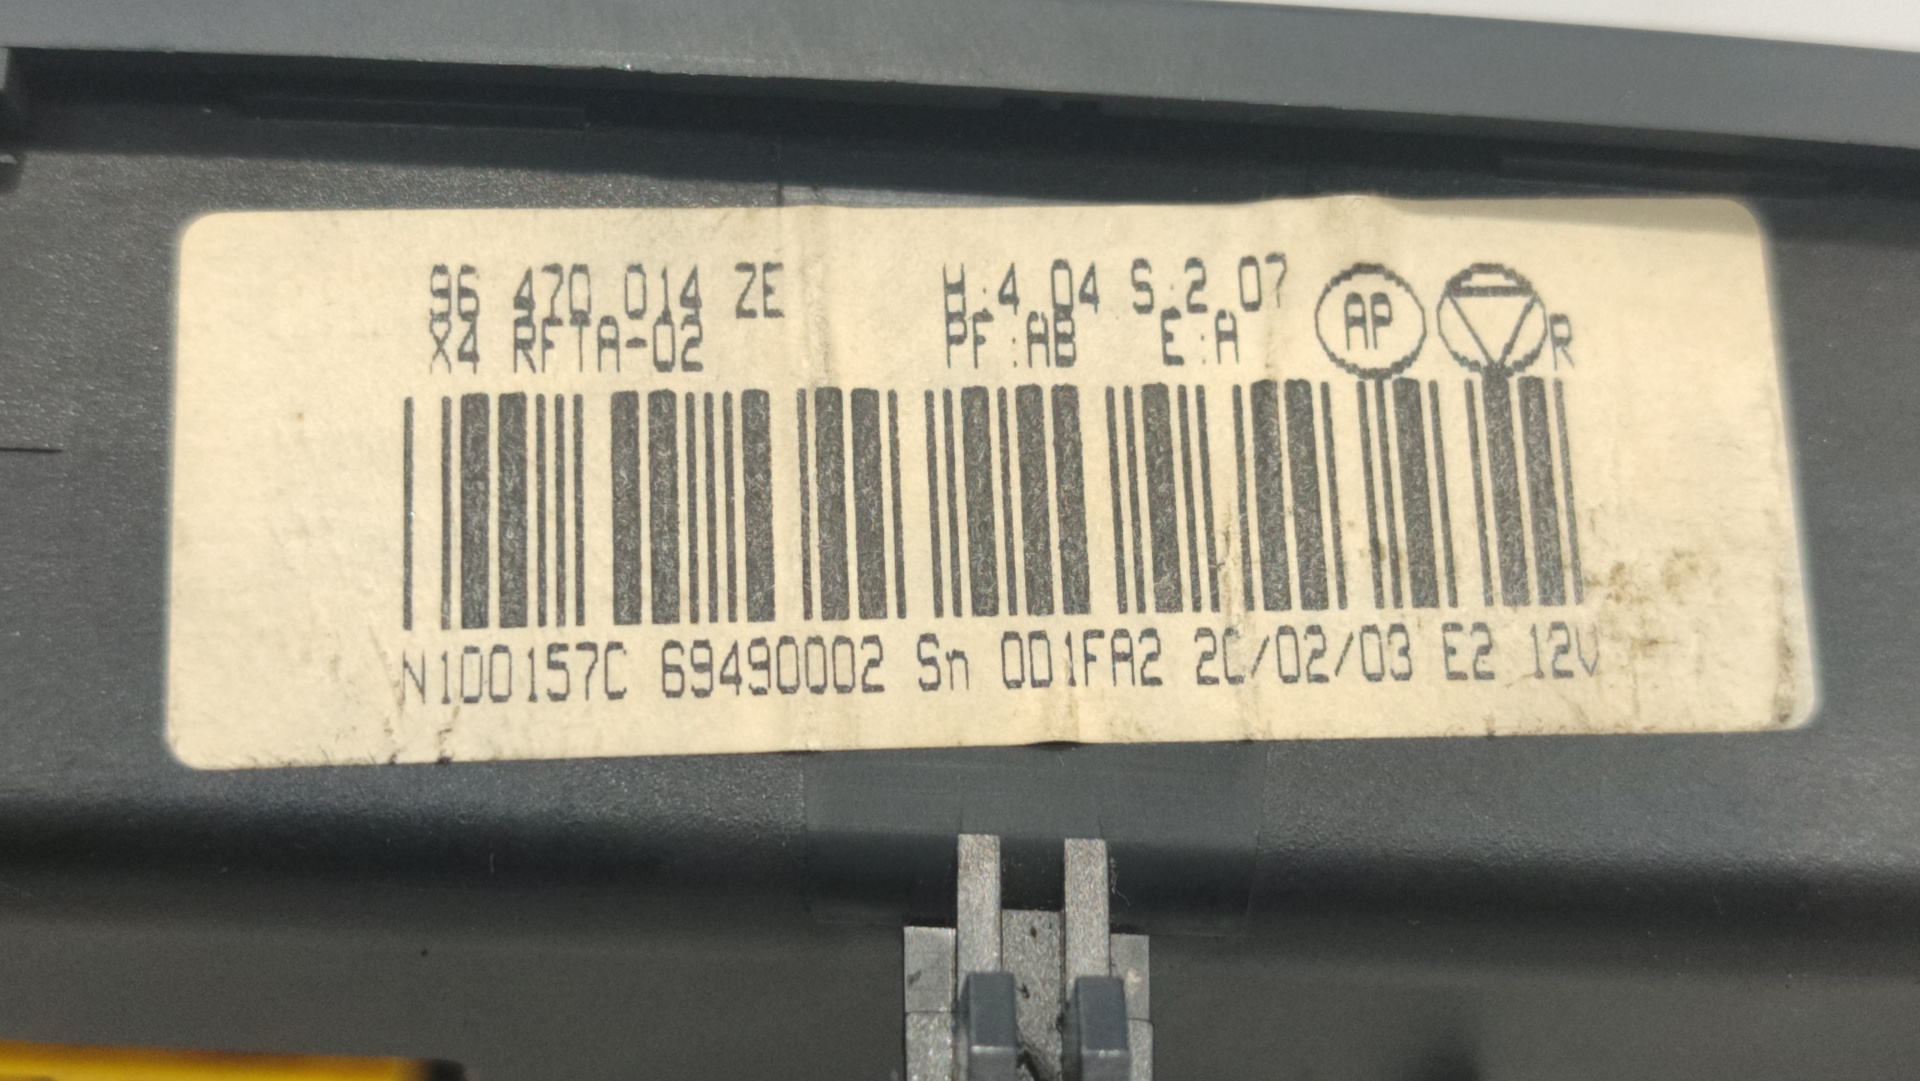 96 470 014 ZE H:4.04 S:2.07 AP
X4 RFTA-02 PF:AB E:A R
N100157C 69490002 Sn 001FA2 20/02/03 E2 12V